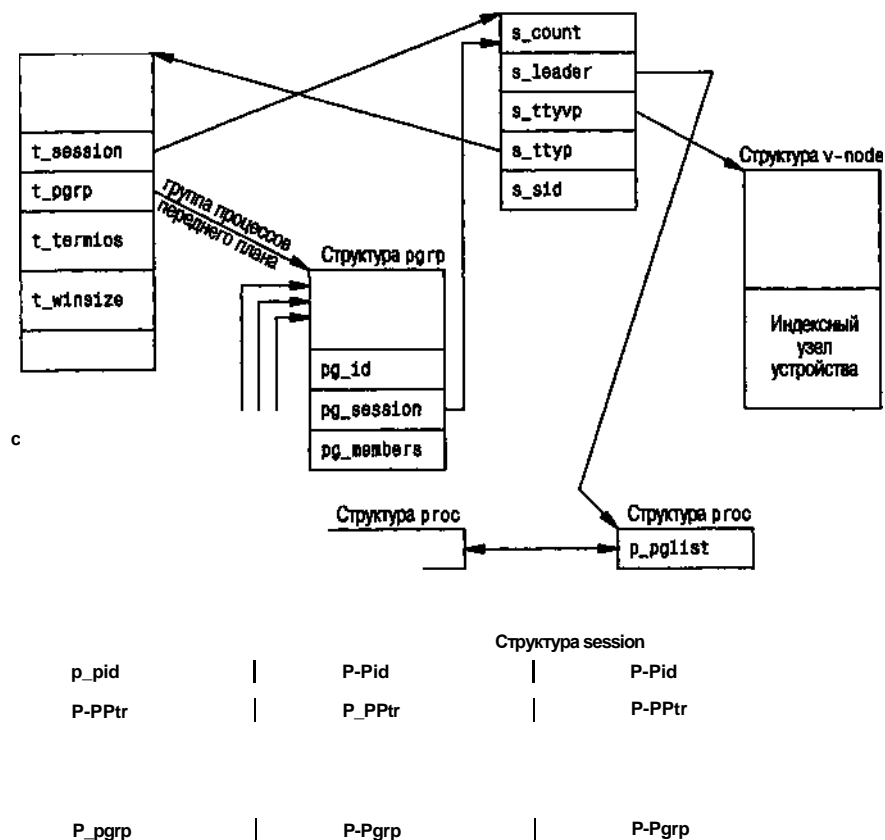 s_count
s_leader
s_ttyvp
s_ttyp
s_sid
t_session
t_pgrp
t_termios
t_winsize
группа процессов
переднего плана
Структура v-node
Индексный
узел
устройства
Структура pgrp
pg_id
pg_session
pg_members
с
Структура proc
Структура proc
p_pglist
Структура session
p_pid | P-Pid | P-Pid
P-PPtr | P_PPtr | P-PPtr
P_pgrp | P-Pgrp | P-Pgrp